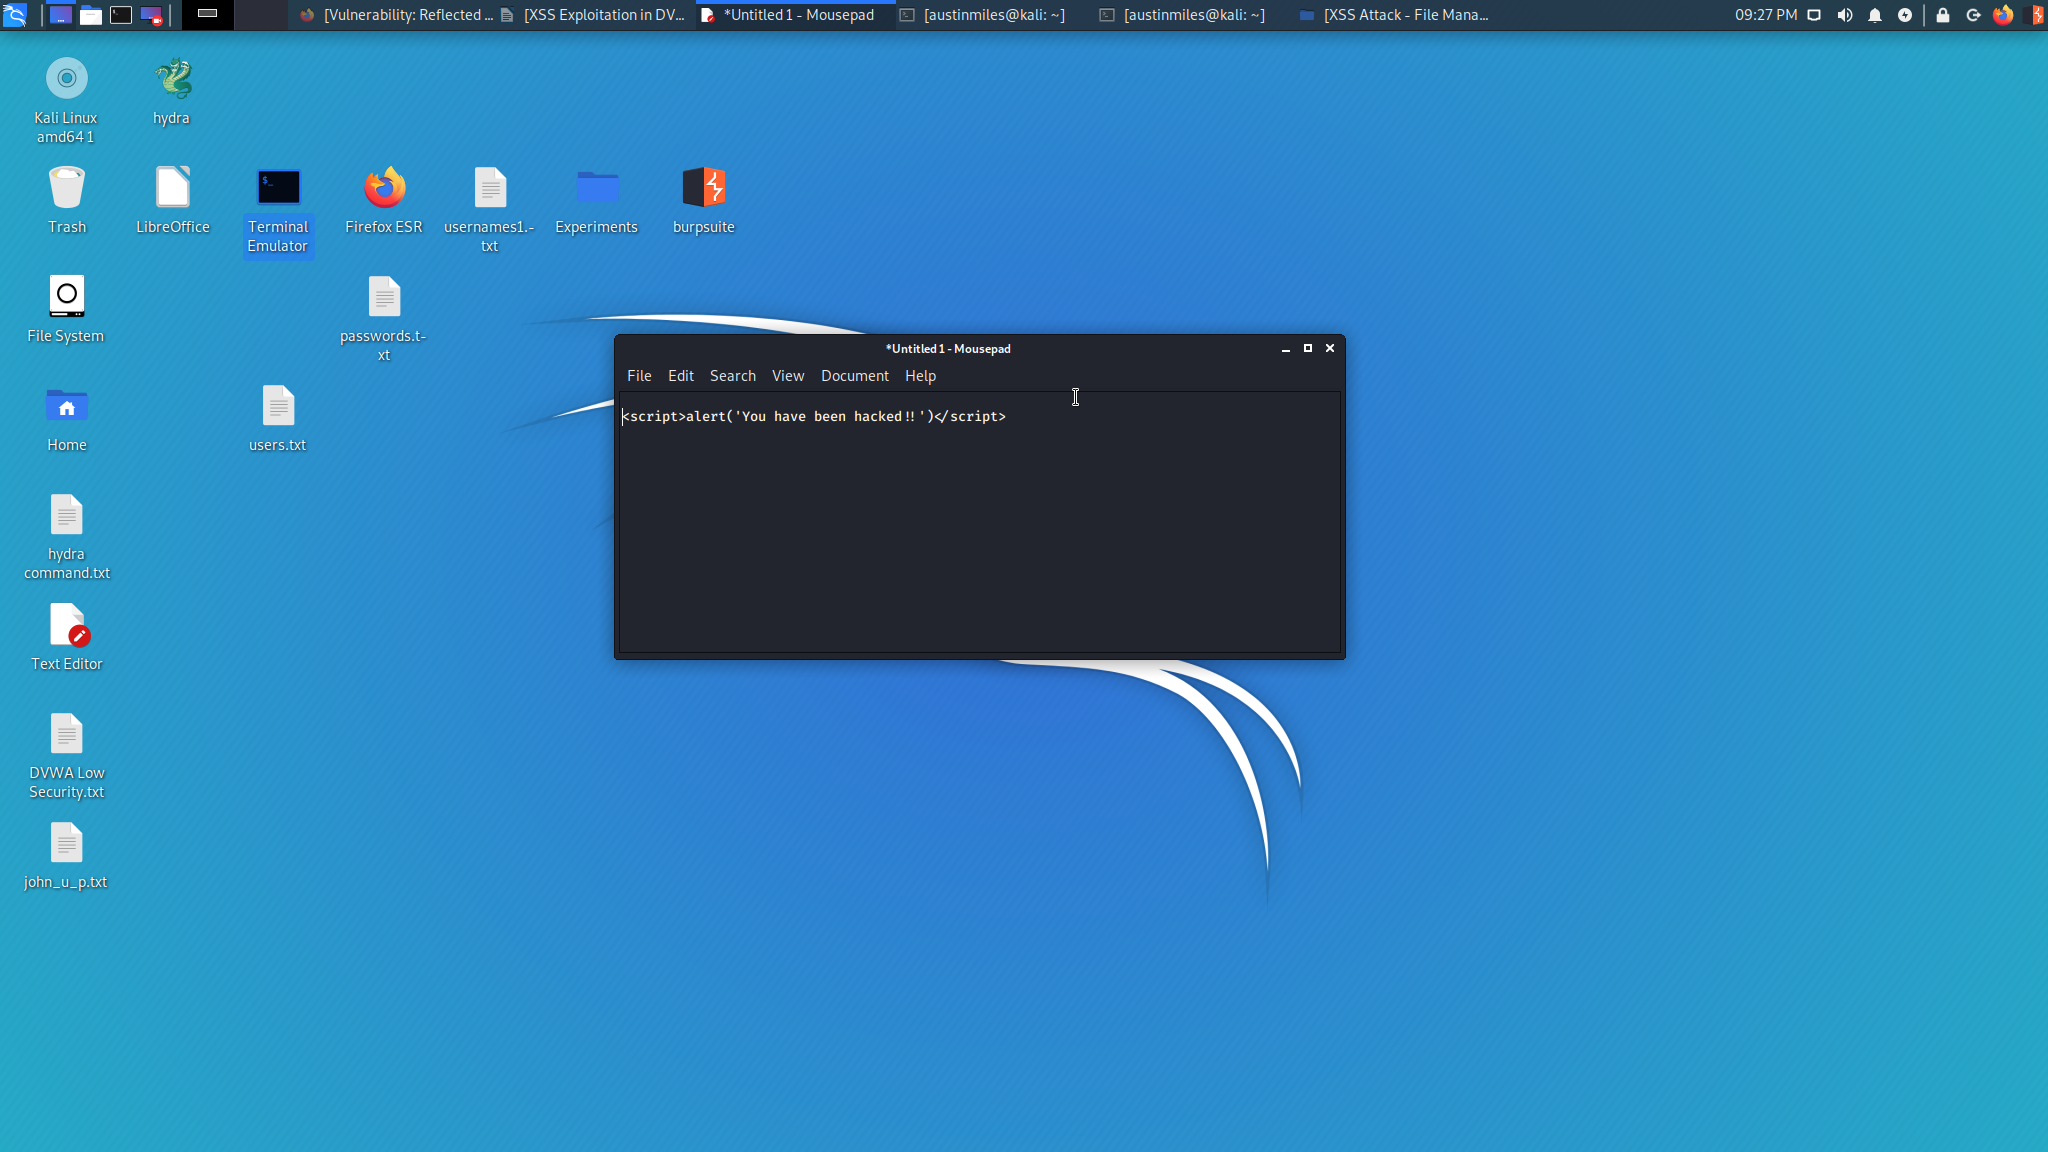 [Vulnerability: Reflected ...
[XSS Exploitation in DV...
*Untitled 1 - Mousepad
[austinmiles@kali: ~]
[austinmiles@kali: ~]
[XSS Attack - File Mana...
09:27 PM
Kali Linux
amd64 1
hydra
Trash
LibreOffice
Terminal
Emulator
Firefox ESR
usernames1.-
txt
Experiments
burpsuite
File System
passwords.t-
xt
Home
users.txt
hydra
command.txt
Text Editor
DVWA Low
Security.txt
john_u_p.txt
*Untitled 1 - Mousepad
File Edit Search View Document Help
<script>alert('You have been hacked!!')</script>